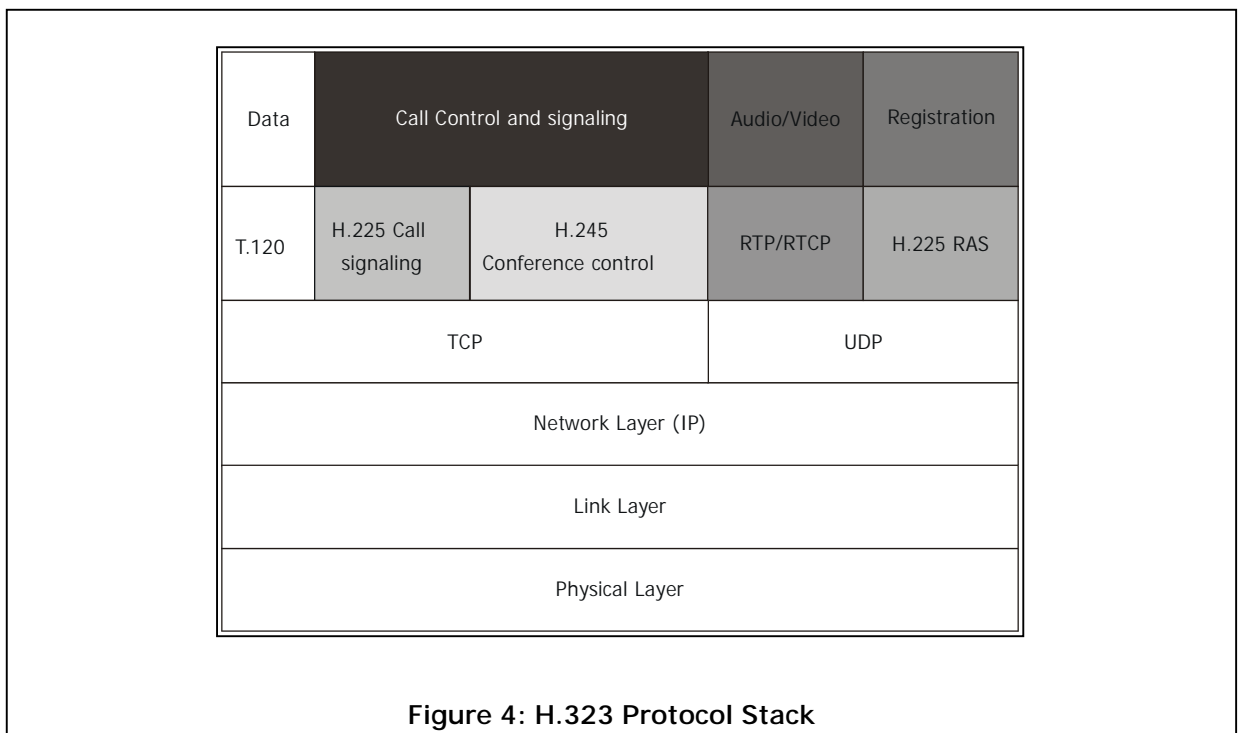 Data
Call Control and signaling
Audio/Video
Registration
T.120
H.225 Call
signaling
H.245
Conference control
RTP/RTCP
H.225 RAS
TCP
UDP
Network Layer (IP)
Link Layer
Physical Layer
Figure 4: H.323 Protocol Stack